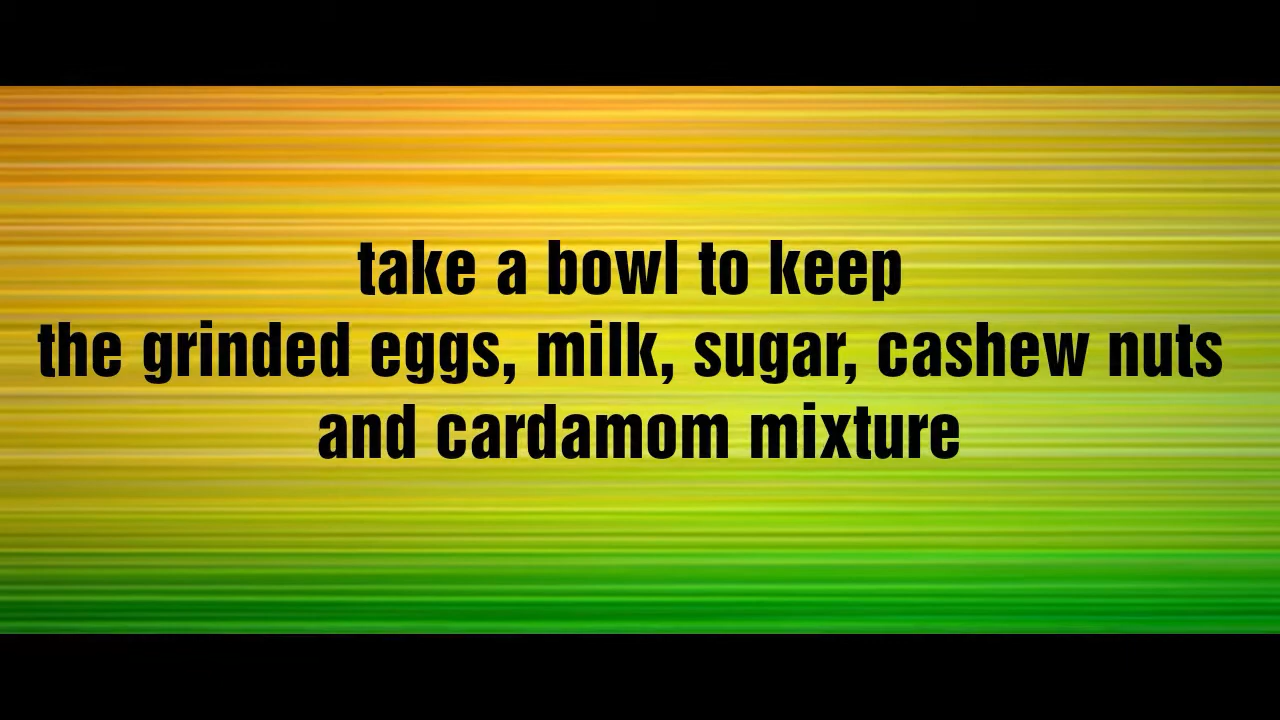 take a bowl to keep
the grinded eggs, milk, sugar, cashew nuts
and cardamom mixture